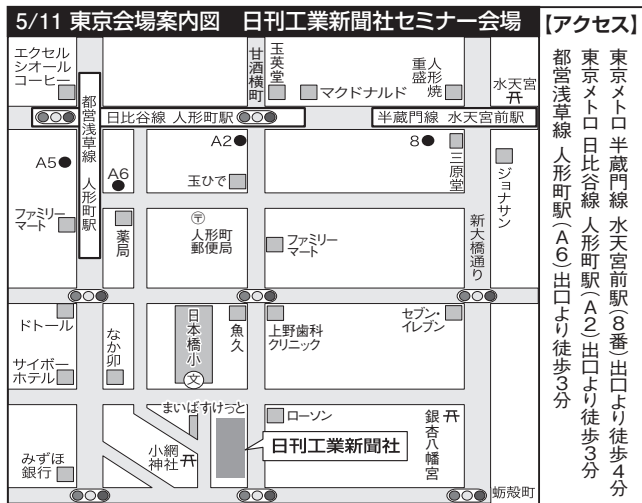 5/11 東京会場案内図　日刊工業新聞社セミナー会場
【アクセス】
東京メトロ 半蔵門線 水天宮前駅(8番)出口より徒歩4分
東京メトロ 日比谷線 人形町駅(A2)出口より徒歩3分
都営浅草線 人形町駅(A6)出口より徒歩3分
エクセル
シオール
コーヒー
甘酒横町
玉英堂
マクドナルド
人形焼
重盛
水天宮
都営浅草線 人形町駅
日比谷線 人形町駅
半蔵門線 水天宮前駅
A5
A6
A2
8
三原堂
ジョナサン
玉ひで
ファミリー
マート
薬局
〒
人形町
郵便局
ファミリー
マート
新大橋通り
ドトール
なか卯
日本橋小
文
魚久
上野歯科
クリニック
セブン・
イレブン
サイボー
ホテル
まいばすけっと
ローソン
銀杏八幡宮
みずほ
銀行
小網
神社
日刊工業新聞社
蛎殻町